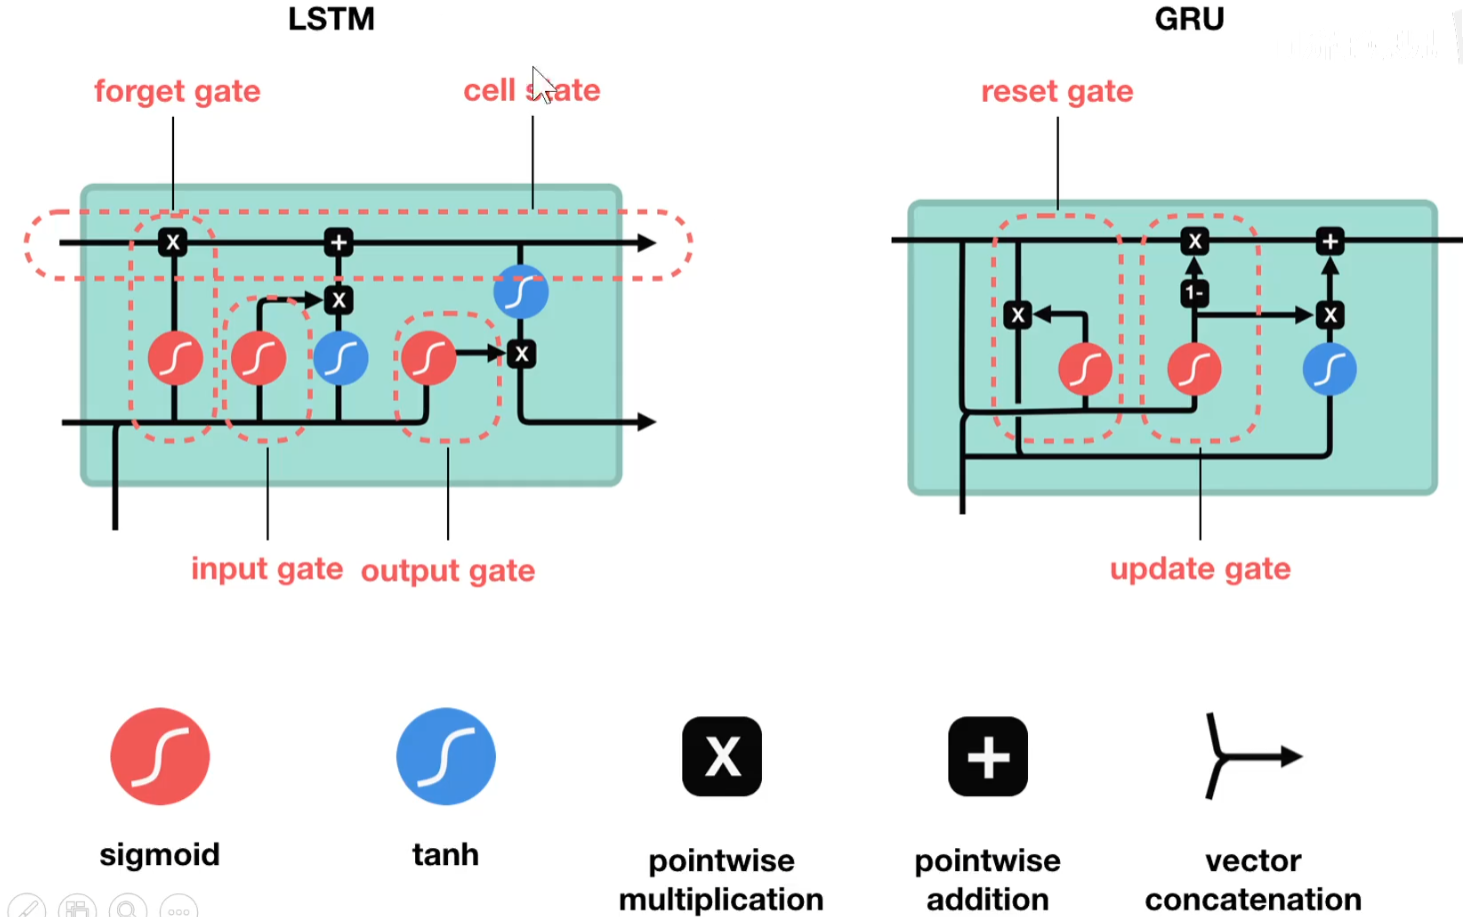 LSTM
GRU
forget gate
cell state
reset gate
X
+
X
+
X
1-
X
X
X
input gate
output gate
update gate
X
+
sigmoid
tanh
pointwise
multiplication
pointwise
addition
vector
concatenation